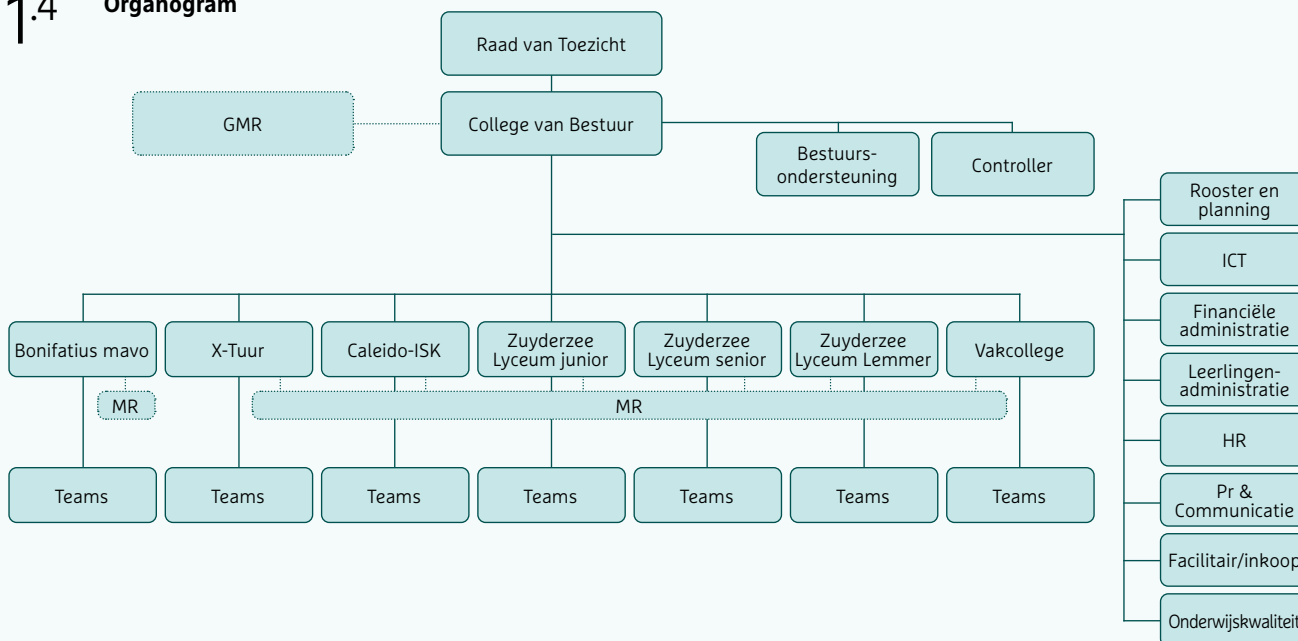 1.4 Organogram
Raad van Toezicht
GMR
College van Bestuur
Bestuurs-
ondersteuning
Controller
Rooster en
planning
ICT
Financiële
administratie
Leerlingen-
administratie
HR
Pr &
Communicatie
Facilitair/inkoop
Onderwijskwaliteit
Bonifatius mavo
X-Tuur
Caleido-ISK
Zuyderzee
Lyceum junior
Zuyderzee
Lyceum senior
Zuyderzee
Lyceum Lemmer
Vakcollege
MR
MR
Teams
Teams
Teams
Teams
Teams
Teams
Teams